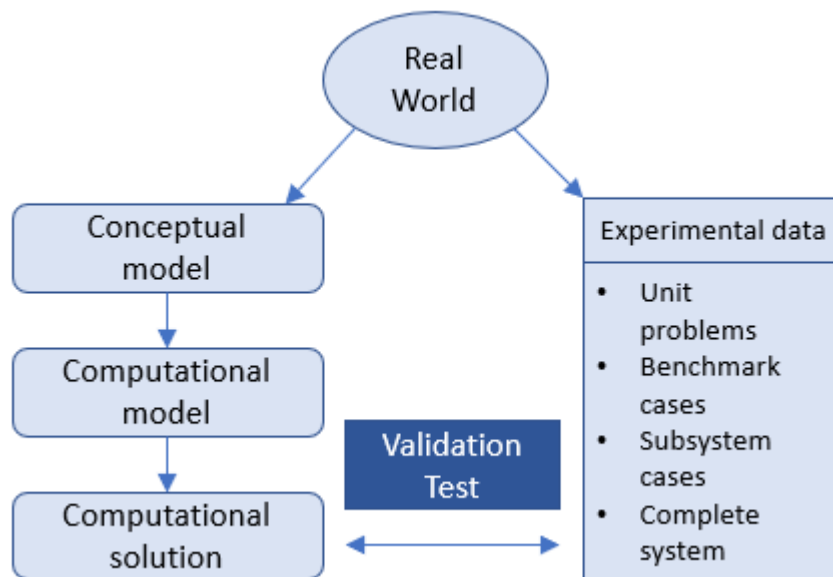 Real
World
Conceptual
model
Computational
model
Computational
solution
Validation
Test
Experimental data
• Unit
problems
• Benchmark
cases
• Subsystem
cases
• Complete
system